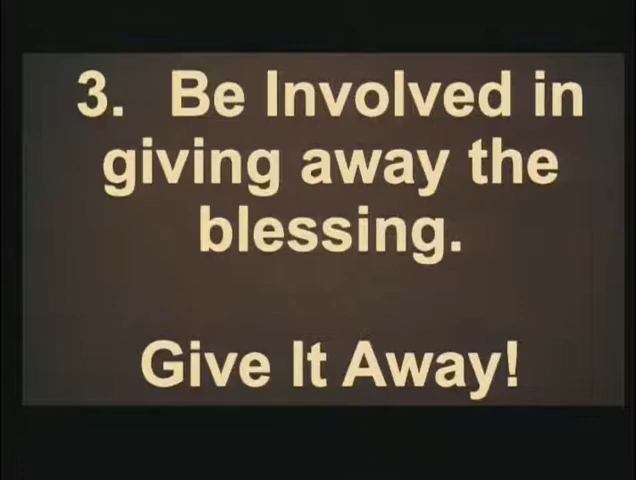 3. Be Involved in
giving away the
blessing.
Give It Away!